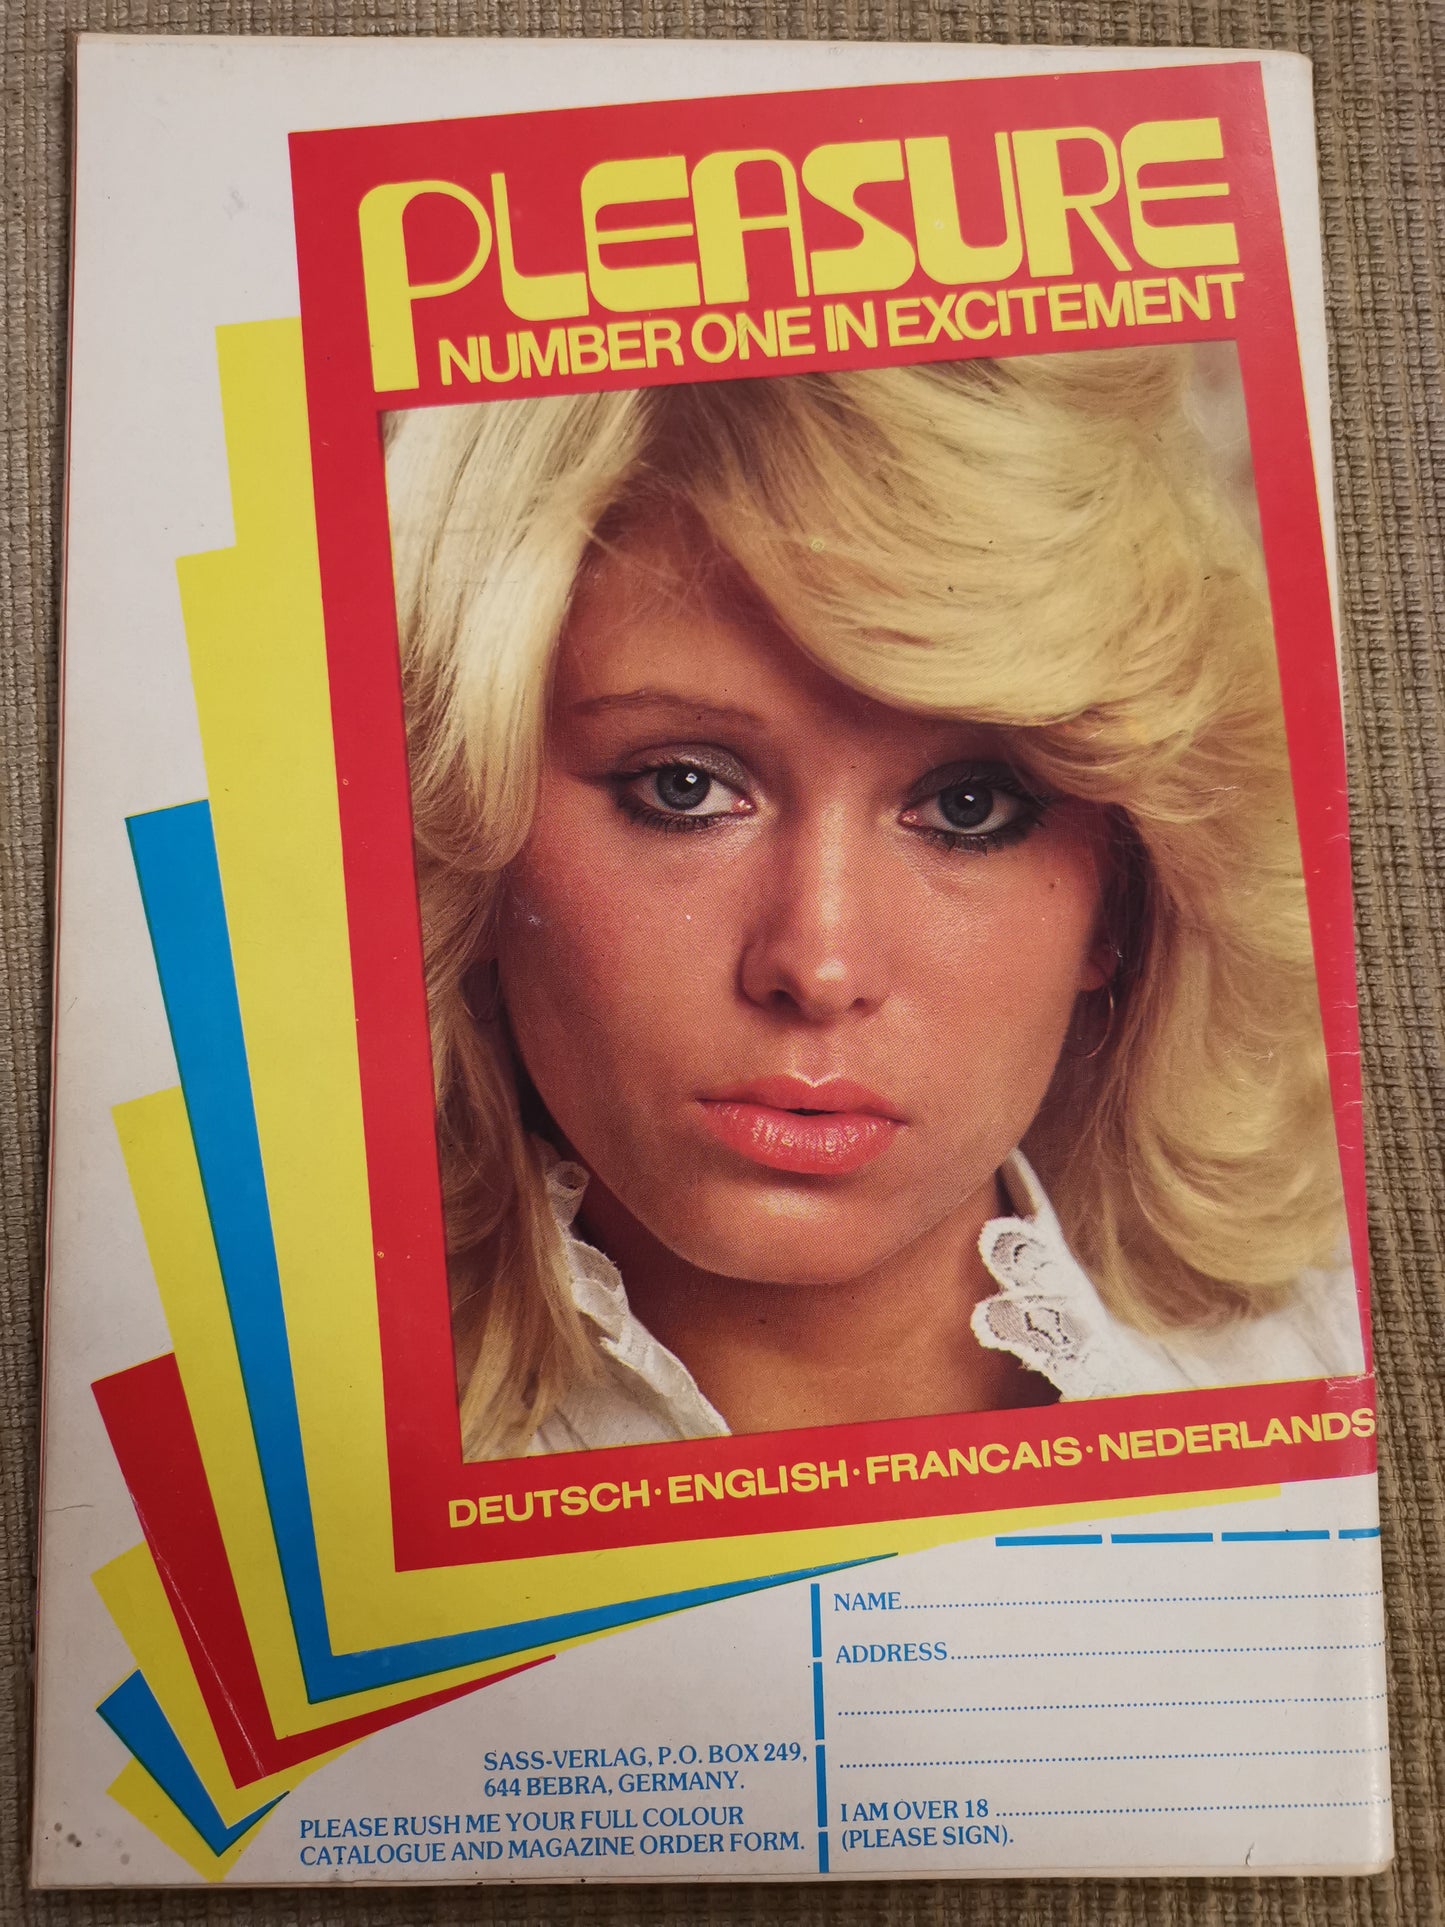 PLEASURE
NUMBER ONE IN EXCITEMENT
DEUTSCH·ENGLISH·FRANCAIS·NEDERLANDS
SASS-VERLAG, P.O. BOX 249,
644 BEBRA, GERMANY.
PLEASE RUSH ME YOUR FULL COLOUR
CATALOGUE AND MAGAZINE ORDER FORM.
NAME
ADDRESS
I AM OVER 18
(PLEASE SIGN).